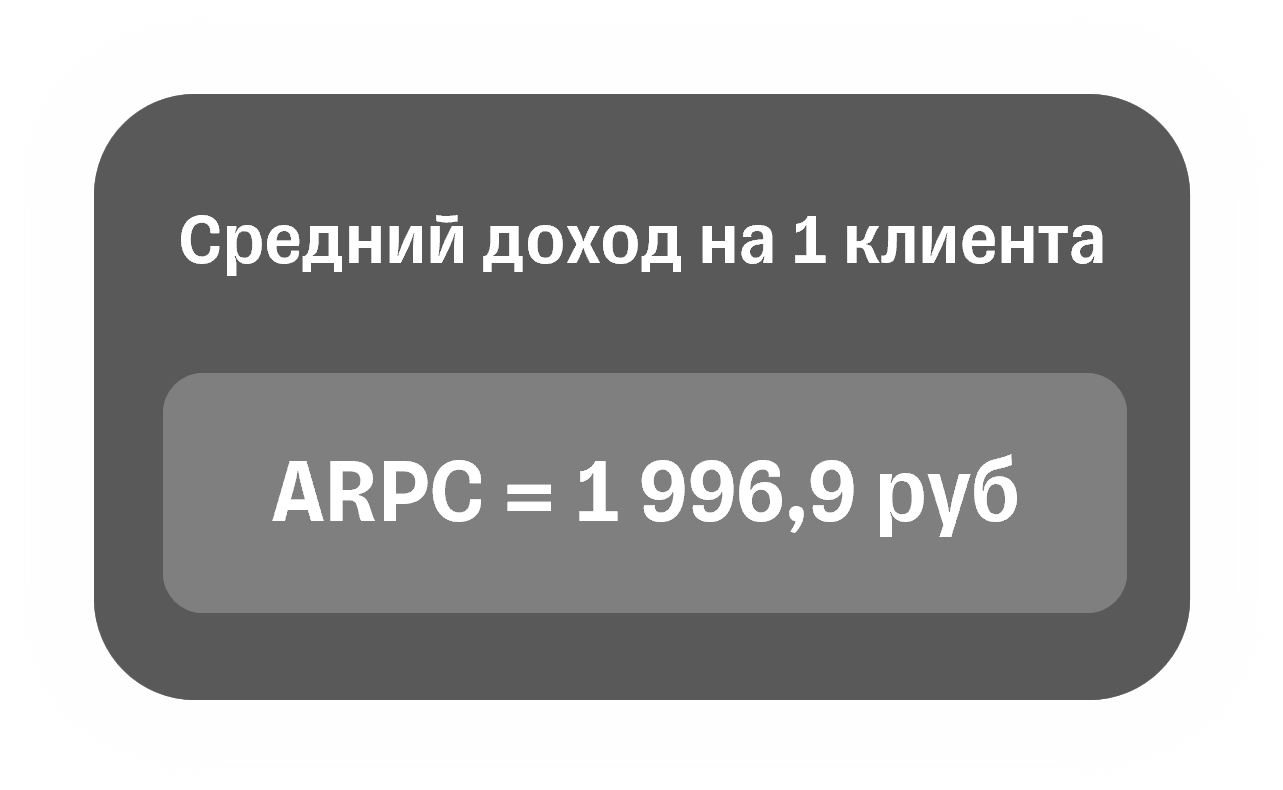 Средний доход на 1 клиента
ARPC = 1 996,9 руб